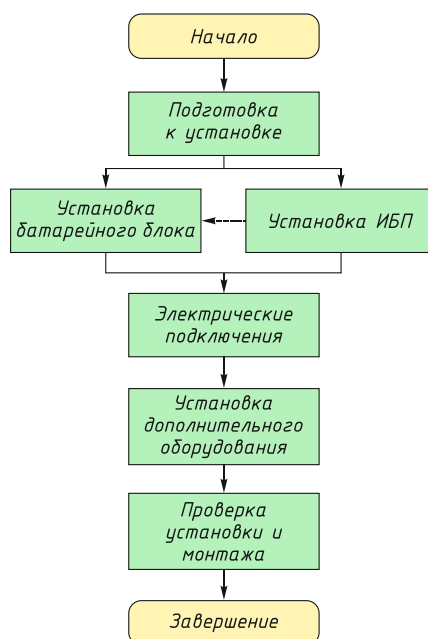 Начало
Подготовка
к установке
Установка
батарейного блока
Установка ИБП
Электрические
подключения
Установка
дополнительного
оборудования
Проверка
установки и
монтажа
Завершение